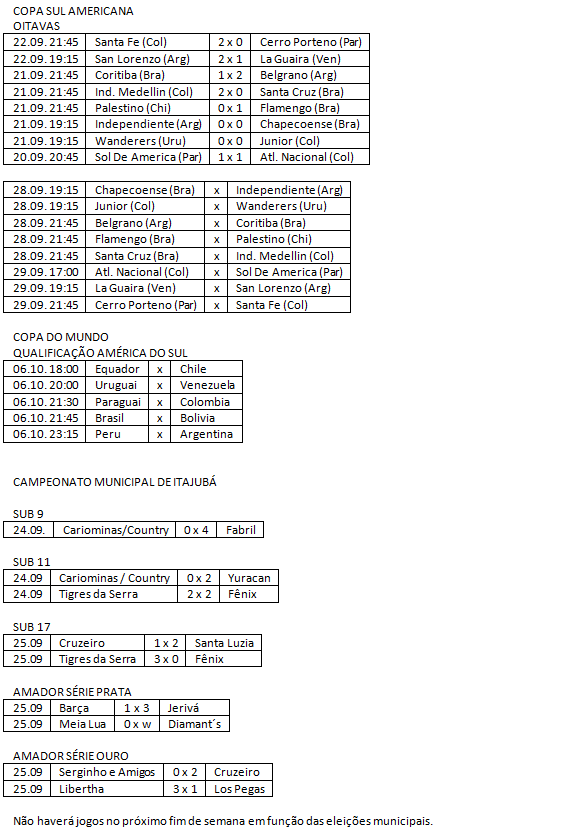 COPA SUL AMERICANA
OITAVAS
22.09. 21:45 Santa Fe (Col) 2 x 0 Cerro Porteno (Par)
22.09. 19:15 San Lorenzo (Arg) 2 x 1 La Guaira (Ven)
21.09. 21:45 Coritiba (Bra) 1 x 2 Belgrano (Arg)
21.09. 21:45 Ind. Medellin (Col) 2 x 0 Santa Cruz (Bra)
21.09. 21:45 Palestino (Chi) 0 x 1 Flamengo (Bra)
21.09. 19:15 Independiente (Arg) 0 x 0 Chapecoense (Bra)
21.09. 19:15 Wanderers (Uru) 0 x 0 Junior (Col)
20.09. 20:45 Sol De America (Par) 1 x 1 Atl. Nacional (Col)
28.09. 19:15 Chapecoense (Bra) x Independiente (Arg)
28.09. 19:15 Junior (Col) x Wanderers (Uru)
28.09. 21:45 Belgrano (Arg) x Coritiba (Bra)
28.09. 21:45 Flamengo (Bra) x Palestino (Chi)
28.09. 21:45 Santa Cruz (Bra) x Ind. Medellin (Col)
29.09. 17:00 Atl. Nacional (Col) x Sol De America (Par)
29.09. 19:15 La Guaira (Ven) x San Lorenzo (Arg)
29.09. 21:45 Cerro Porteno (Par) x Santa Fe (Col)
COPA DO MUNDO
QUALIFICAÇÃO AMÉRICA DO SUL
06.10. 18:00 Equador x Chile
06.10. 20:00 Uruguai x Venezuela
06.10. 21:30 Paraguai x Colombia
06.10. 21:45 Brasil x Bolivia
06.10. 23:15 Peru x Argentina
CAMPEONATO MUNICIPAL DE ITAJUBÁ
SUB 9
24.09. Cariominas/Country 0 x 4 Fabril
SUB 11
24.09 Cariominas / Country 0 x 2 Yuracan
24.09 Tigres da Serra 2 x 2 Fênix
SUB 17
25.09 Cruzeiro 1 x 2 Santa Luzia
25.09 Tigres da Serra 3 x 0 Fênix
AMADOR SÉRIE PRATA
25.09 Barça 1 x 3 Jerivá
25.09 Meia Lua 0 x w Diamant´s
AMADOR SÉRIE OURO
25.09 Serginho e Amigos 0 x 2 Cruzeiro
25.09 Libertha 3 x 1 Los Pegas
Não haverá jogos no próximo fim de semana em função das eleições municipais.